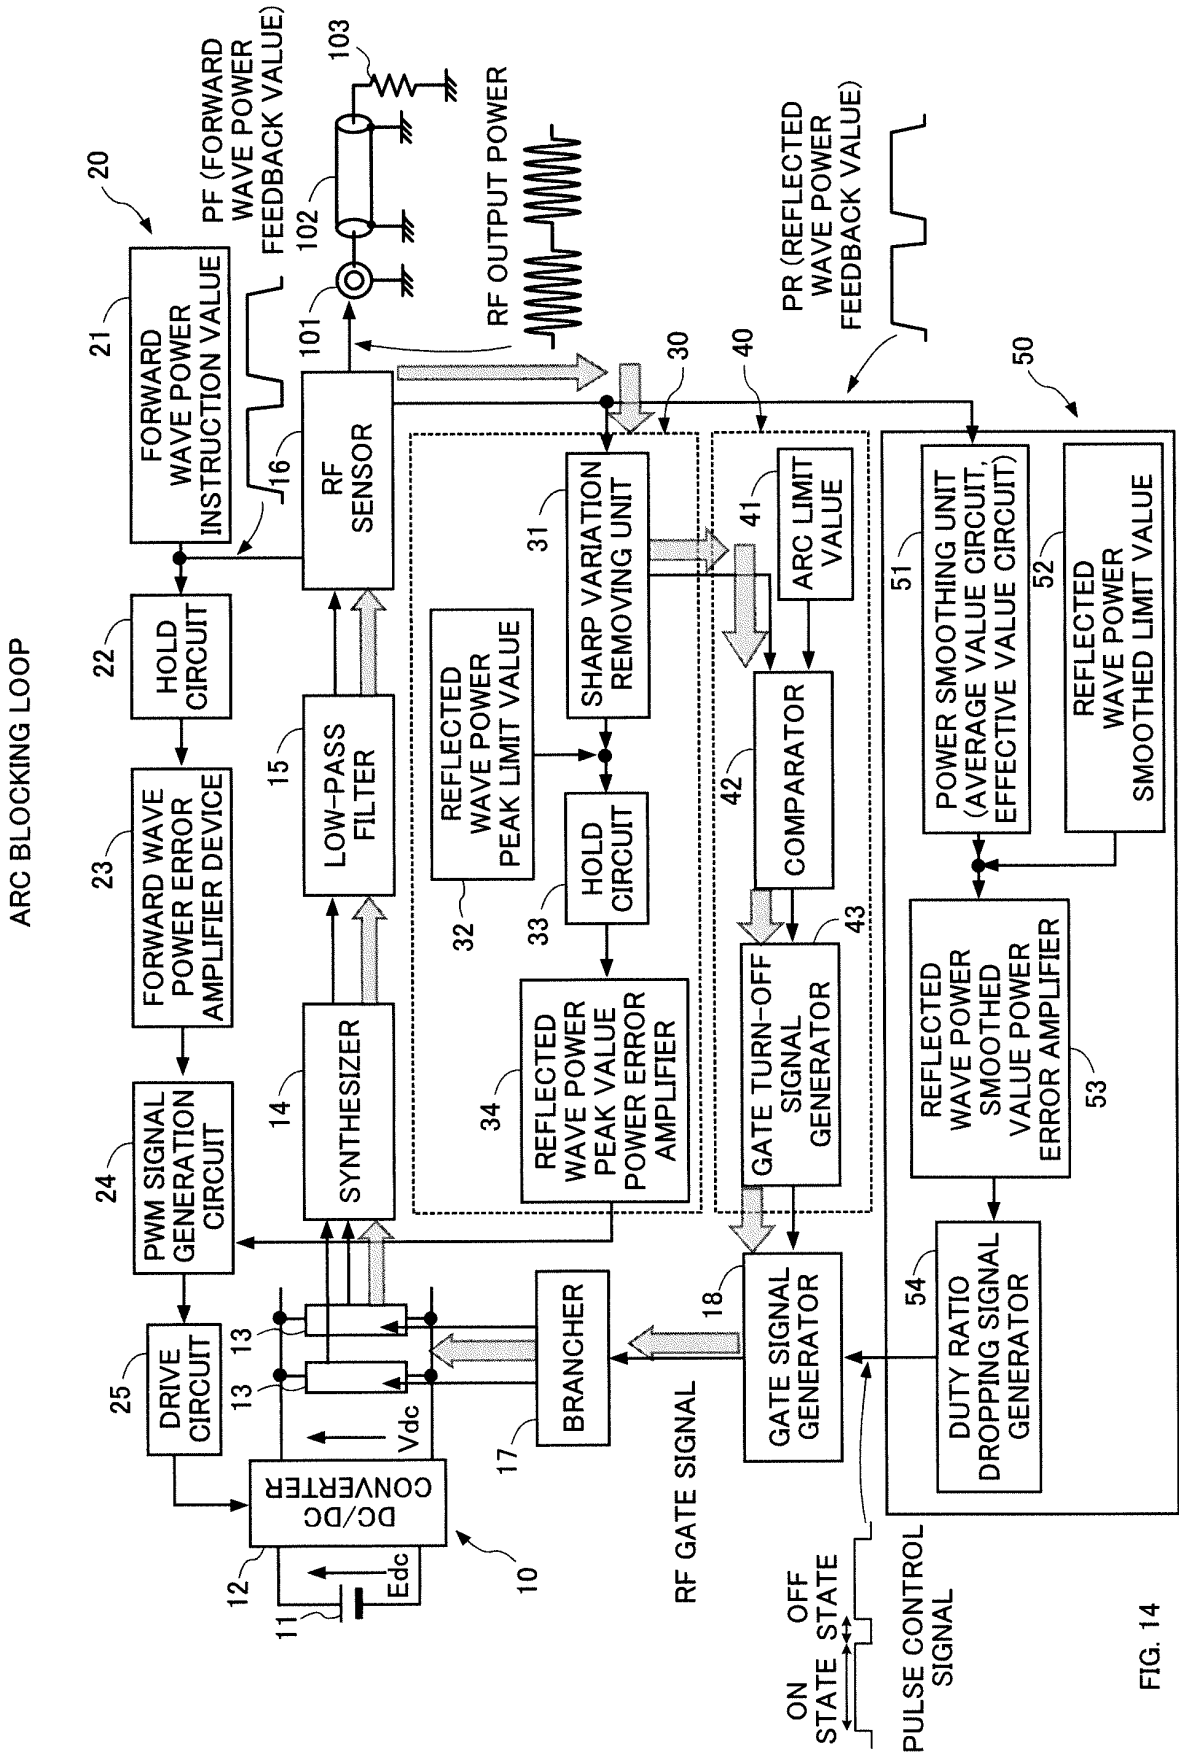 ARC BLOCKING LOOP
20
21
FORWARD
WAVE POWER
INSTRUCTION VALUE
22
HOLD
CIRCUIT
23
FORWARD WAVE
POWER ERROR
AMPLIFIER DEVICE
24
PWM SIGNAL
GENERATION
CIRCUIT
25
DRIVE
CIRCUIT
PF (FORWARD
WAVE POWER
FEEDBACK VALUE)
11
Edc
12
DC/DC
CONVERTER
10
Vdc
13
13
14
SYNTHESIZER
15
LOW-PASS
FILTER
16
RF
SENSOR
101
102
103
RF OUTPUT POWER
30
31
SHARP VARIATION
REMOVING UNIT
32
REFLECTED
WAVE POWER
PEAK LIMIT VALUE
33
HOLD
CIRCUIT
34
REFLECTED
WAVE POWER
PEAK VALUE
POWER ERROR
AMPLIFIER
17
BRANCHER
RF GATE SIGNAL
40
41
ARC LIMIT
VALUE
42
COMPARATOR
43
GATE TURN-OFF
SIGNAL
GENERATOR
18
GATE SIGNAL
GENERATOR
PR (REFLECTED
WAVE POWER
FEEDBACK VALUE)
50
51
POWER SMOOTHING UNIT
(AVERAGE VALUE CIRCUIT,
EFFECTIVE VALUE CIRCUIT)
52
REFLECTED
WAVE POWER
SMOOTHED LIMIT VALUE
REFLECTED
WAVE POWER
SMOOTHED
VALUE POWER
ERROR AMPLIFIER
53
54
DUTY RATIO
DROPPING SIGNAL
GENERATOR
ON
STATE
OFF
STATE
PULSE CONTROL
SIGNAL
FIG. 14